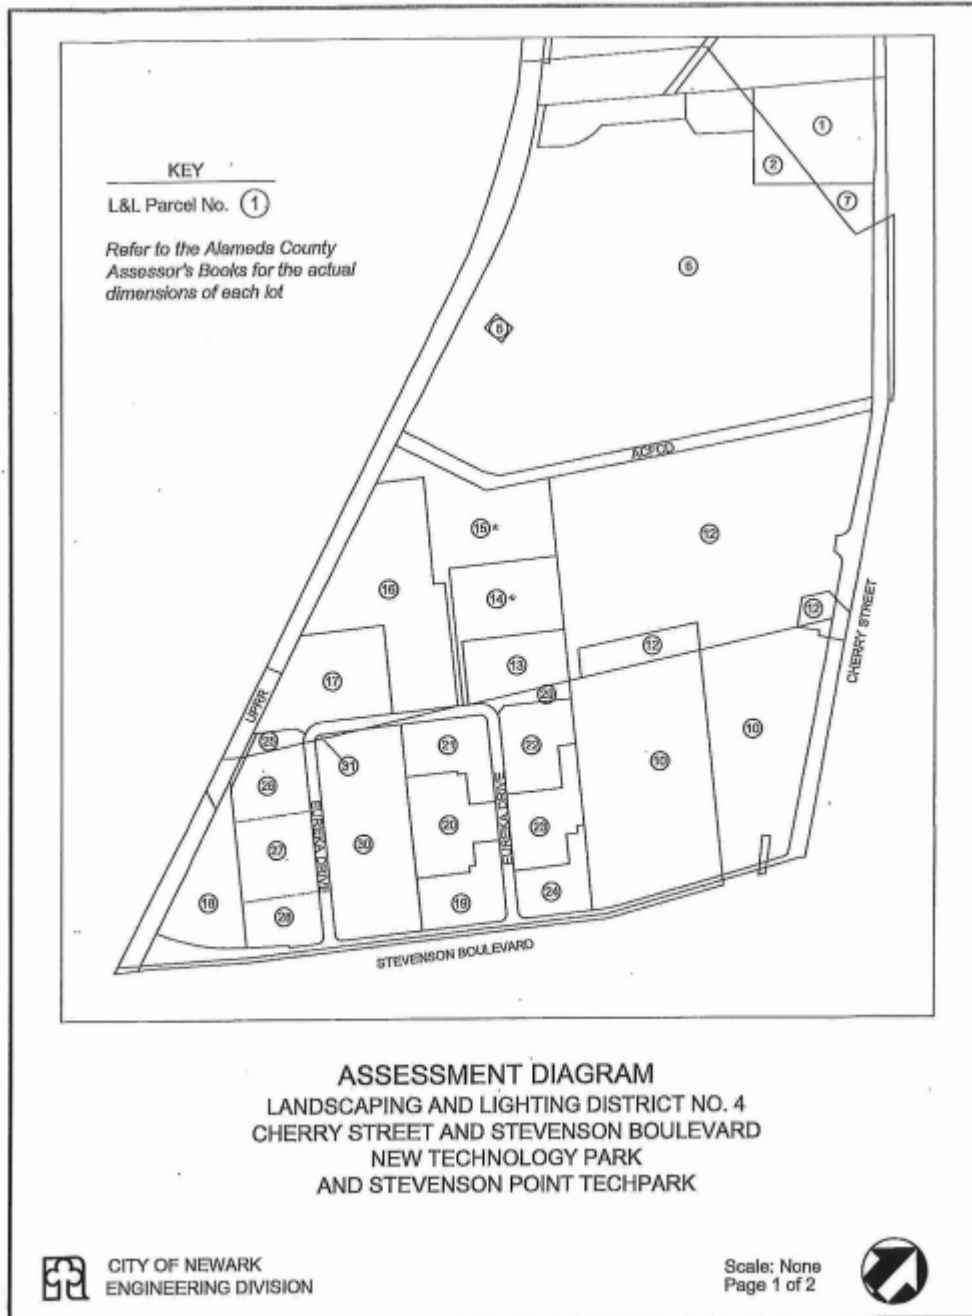 KEY
L&L Parcel No. 1
Refer to the Alameda County
Assessor's Books for the actual
dimensions of each lot
1
2
7
6
ACFCD
15*
12
16
14*
12
CHERRY STREET
13
12
17
29
UPRR
25
21
22
10
31
10
26
EUREKA DRIVE
EUREKA DRIVE
20
23
27
30
18
28
19
24
STEVENSON BOULEVARD
ASSESSMENT DIAGRAM
LANDSCAPING AND LIGHTING DISTRICT NO. 4
CHERRY STREET AND STEVENSON BOULEVARD
NEW TECHNOLOGY PARK
AND STEVENSON POINT TECHPARK
CITY OF NEWARK
ENGINEERING DIVISION
Scale: None
Page 1 of 2